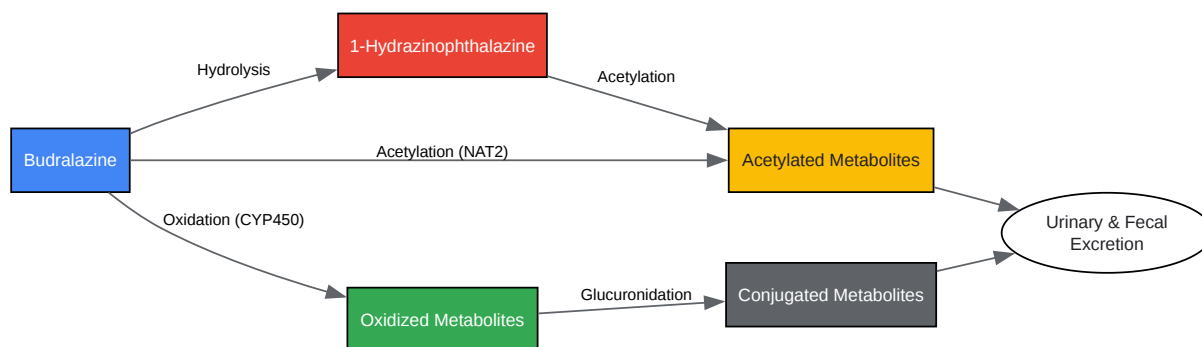 1-Hydrazinophthalazine
Hydrolysis
Acetylation
Budralazine
Acetylation (NAT2)
Acetylated Metabolites
Oxidation (CYP450)
Urinary & Fecal
Excretion
Glucuronidation
Conjugated Metabolites
Oxidized Metabolites